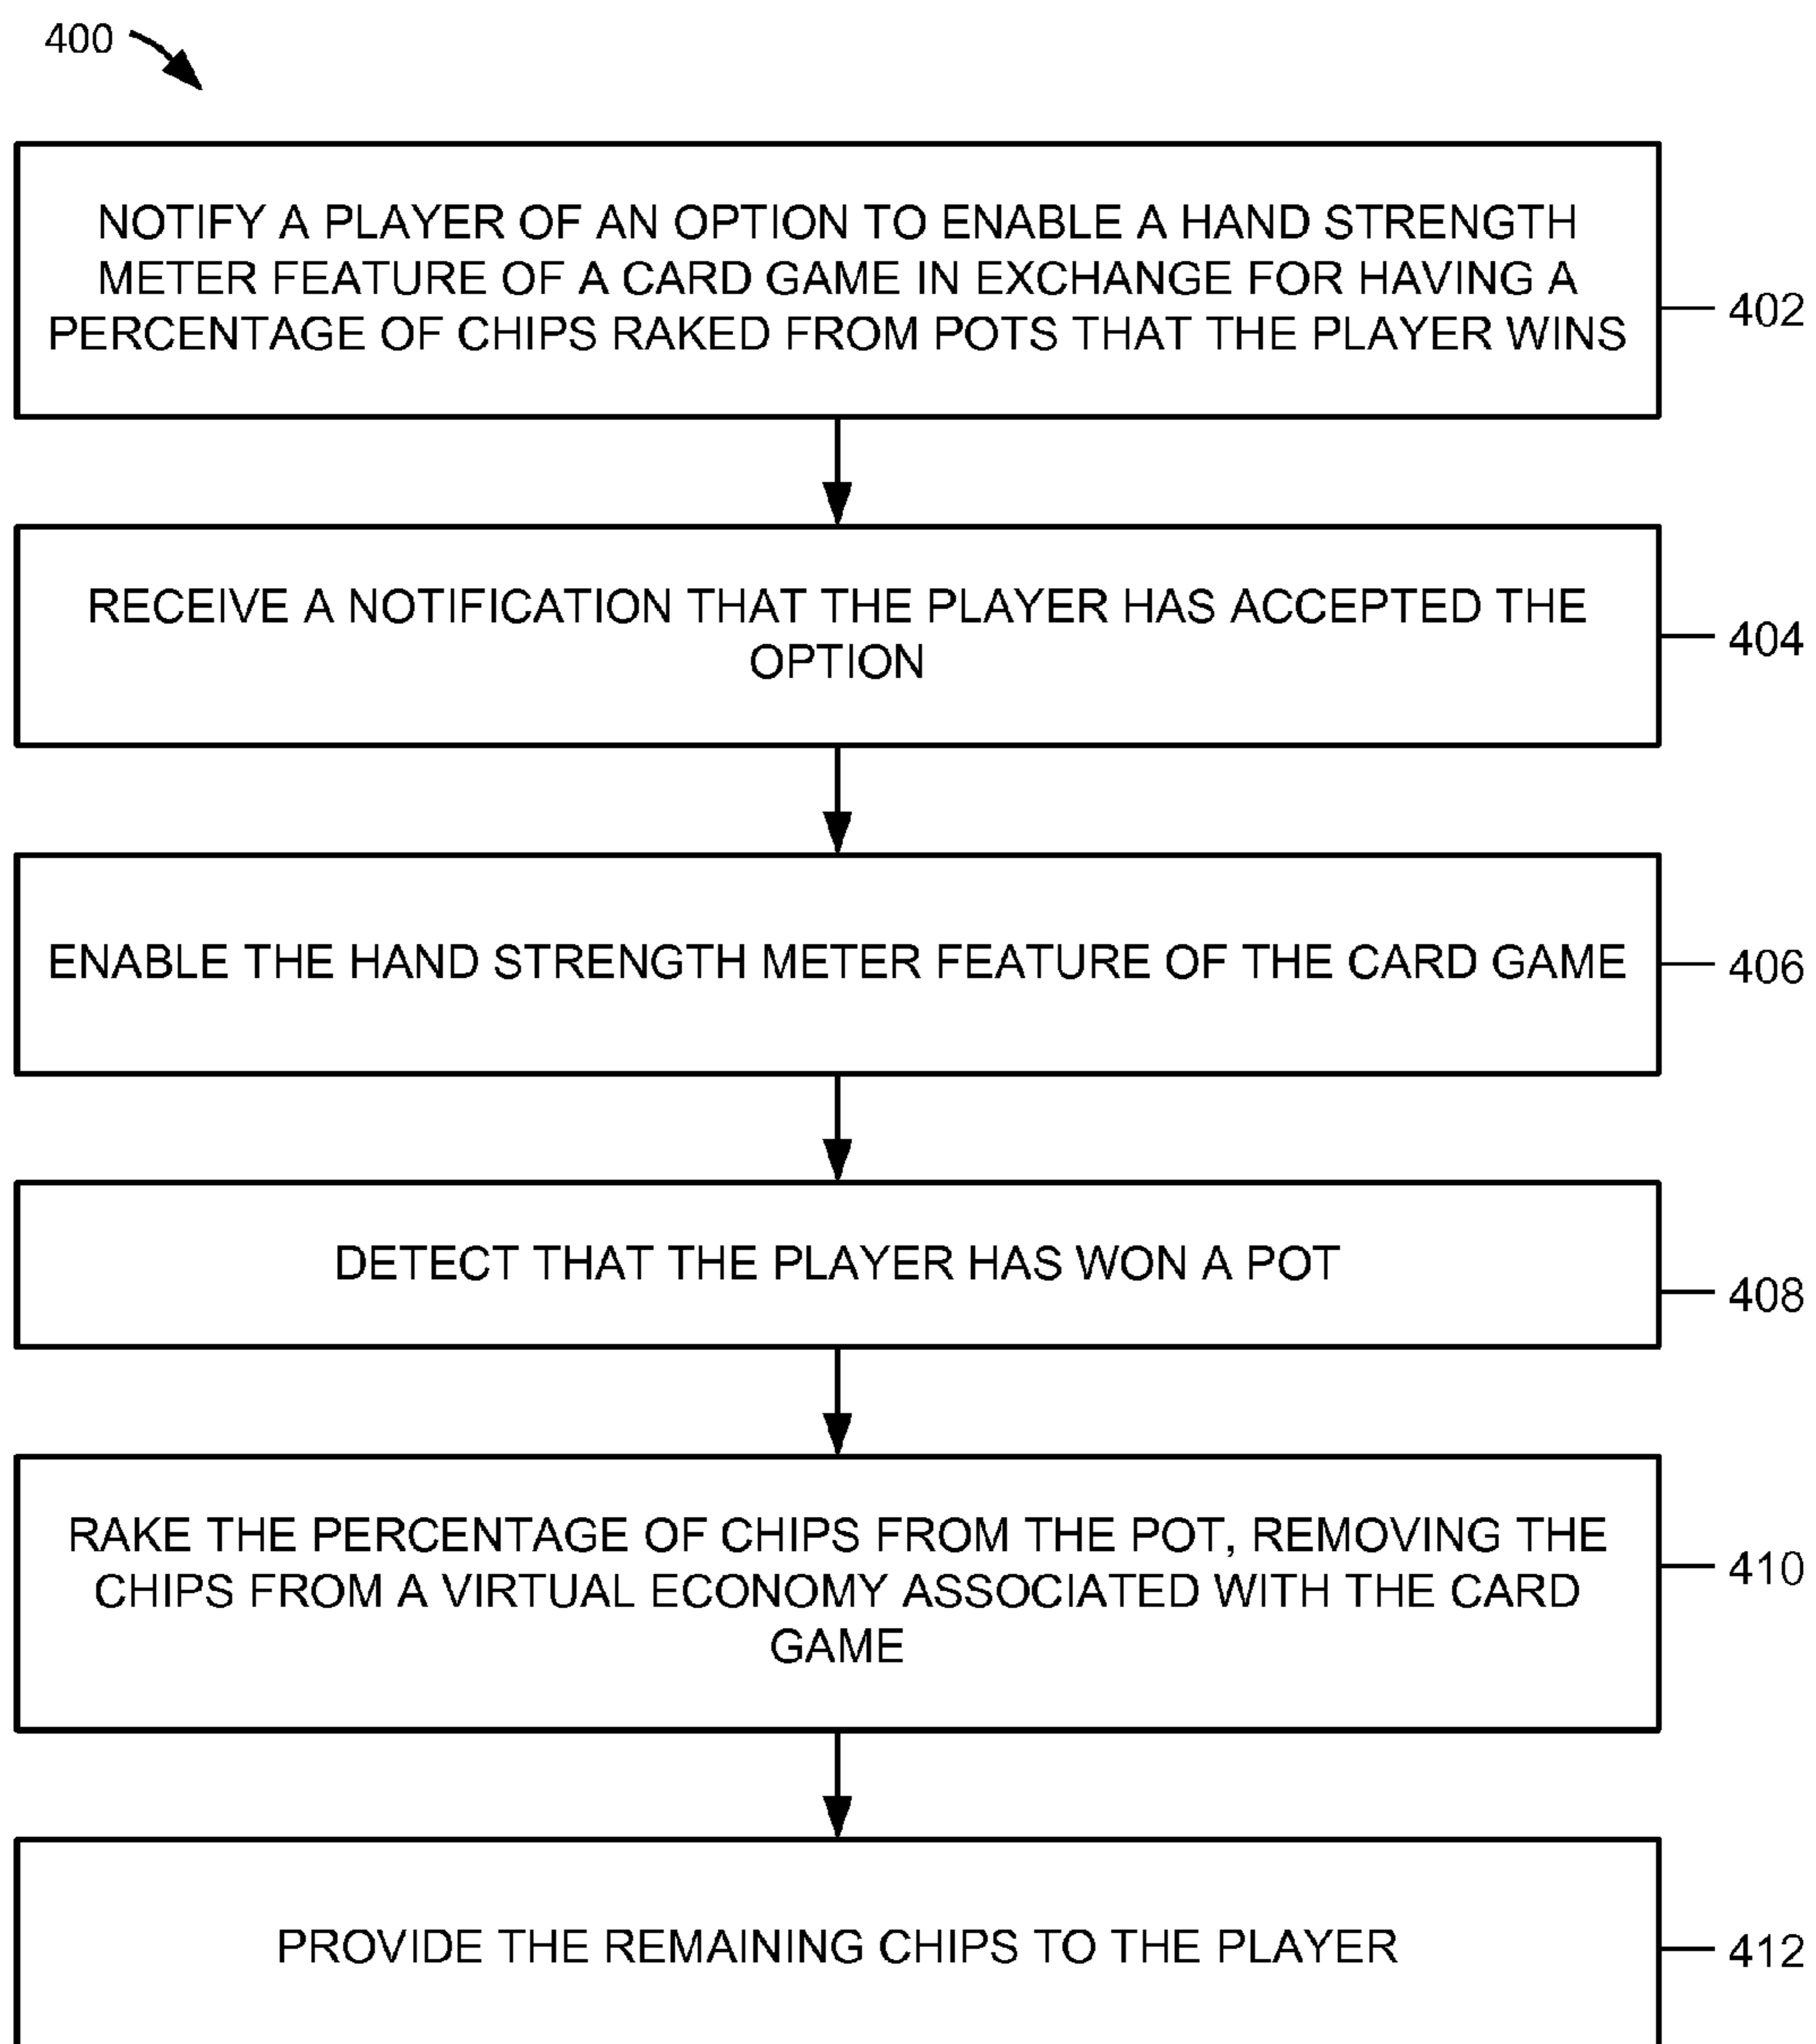 400
NOTIFY A PLAYER OF AN OPTION TO ENABLE A HAND STRENGTH
METER FEATURE OF A CARD GAME IN EXCHANGE FOR HAVING A
PERCENTAGE OF CHIPS RAKED FROM POTS THAT THE PLAYER WINS
402
RECEIVE A NOTIFICATION THAT THE PLAYER HAS ACCEPTED THE
OPTION
404
ENABLE THE HAND STRENGTH METER FEATURE OF THE CARD GAME
406
DETECT THAT THE PLAYER HAS WON A POT
408
RAKE THE PERCENTAGE OF CHIPS FROM THE POT, REMOVING THE
CHIPS FROM A VIRTUAL ECONOMY ASSOCIATED WITH THE CARD
GAME
410
PROVIDE THE REMAINING CHIPS TO THE PLAYER
412